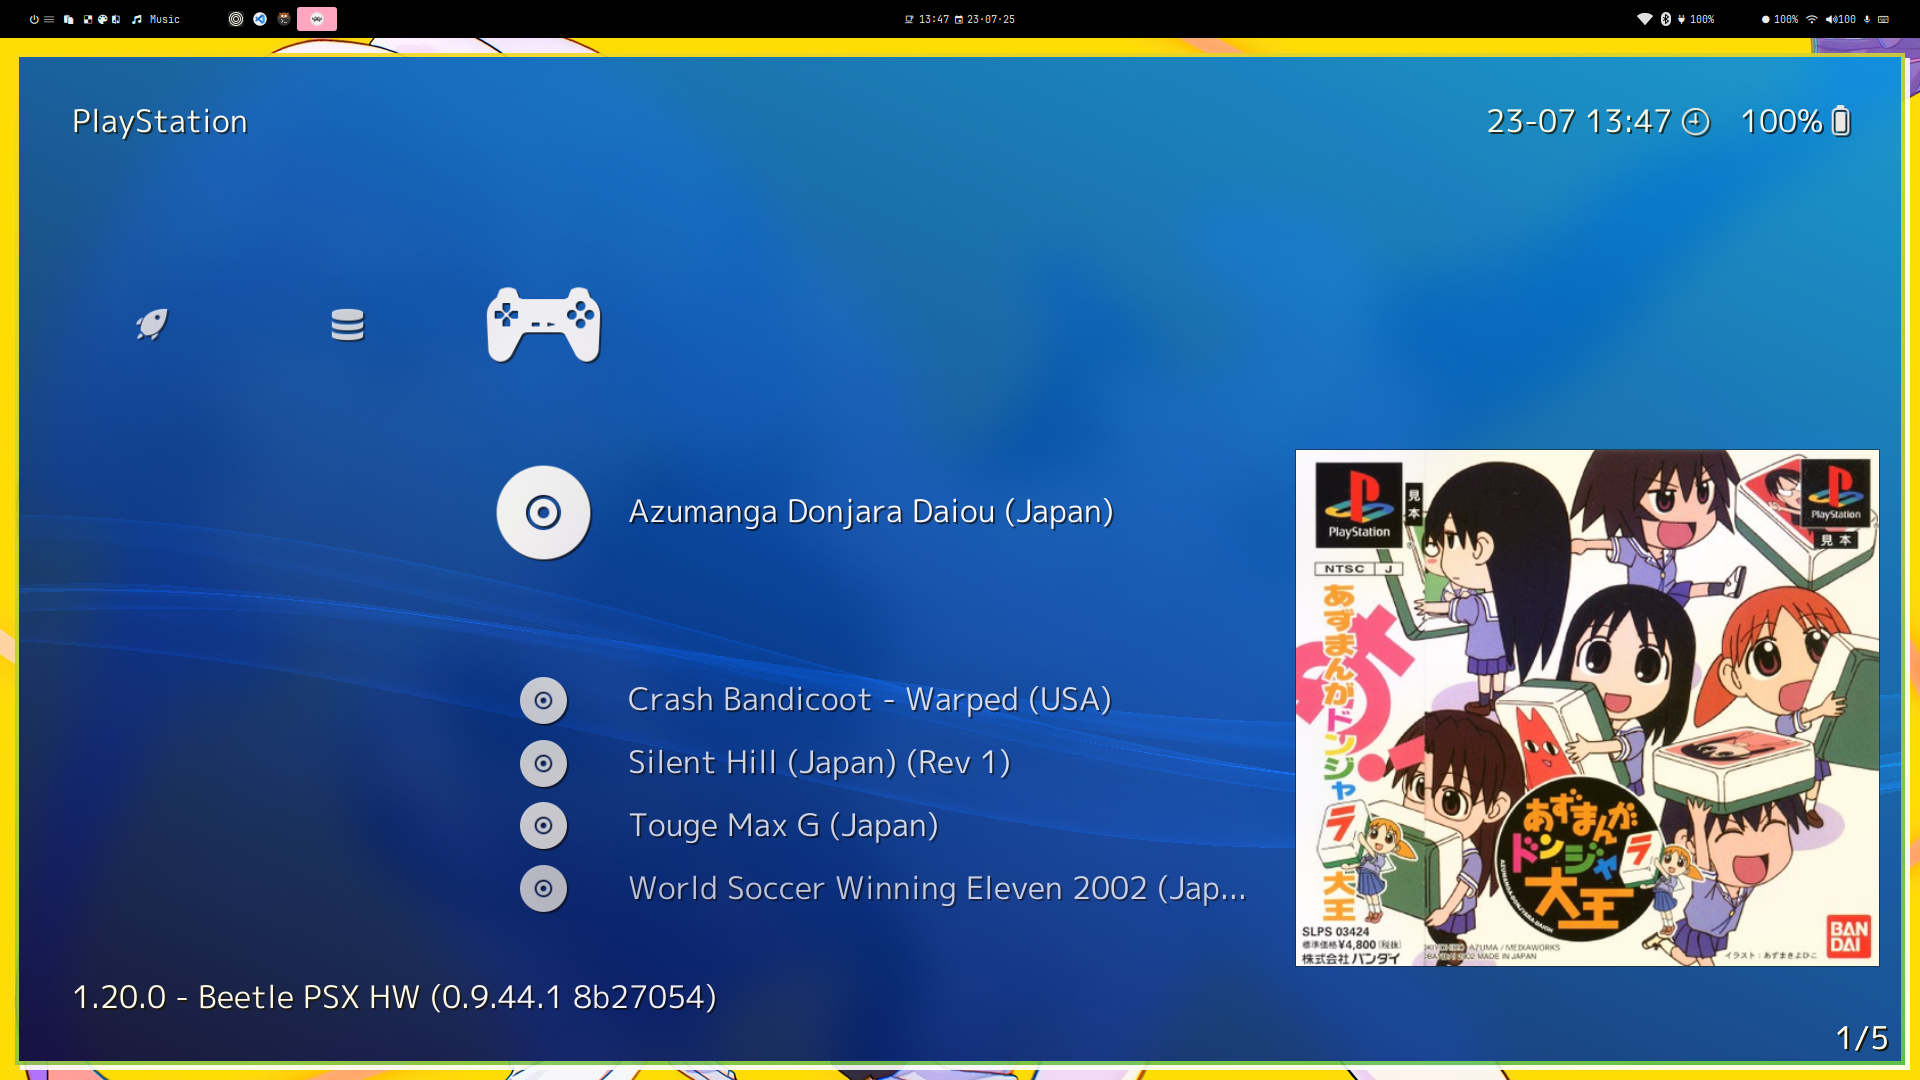 Music
13:47 23-07-25
100%
100%
100
PlayStation
23-07 13:47
100%
Azumanga Donjara Daiou (Japan)
Crash Bandicoot - Warped (USA)
Silent Hill (Japan) (Rev 1)
Touge Max G (Japan)
World Soccer Winning Eleven 2002 (Jap...
PlayStation
見本
NTSC J
あずまんがドンジャラ大王
SLPS 03424
標準価格¥4,800(税抜)
株式会社バンダイ
PlayStation
見本
あずまんが
ドンジャラ
大王
AZUMA / MEDIAWORKS
2002 MADE IN JAPAN
イラスト:あずまきよひこ
BAN
DAI
1.20.0 - Beetle PSX HW (0.9.44.1 8b27054)
1/5